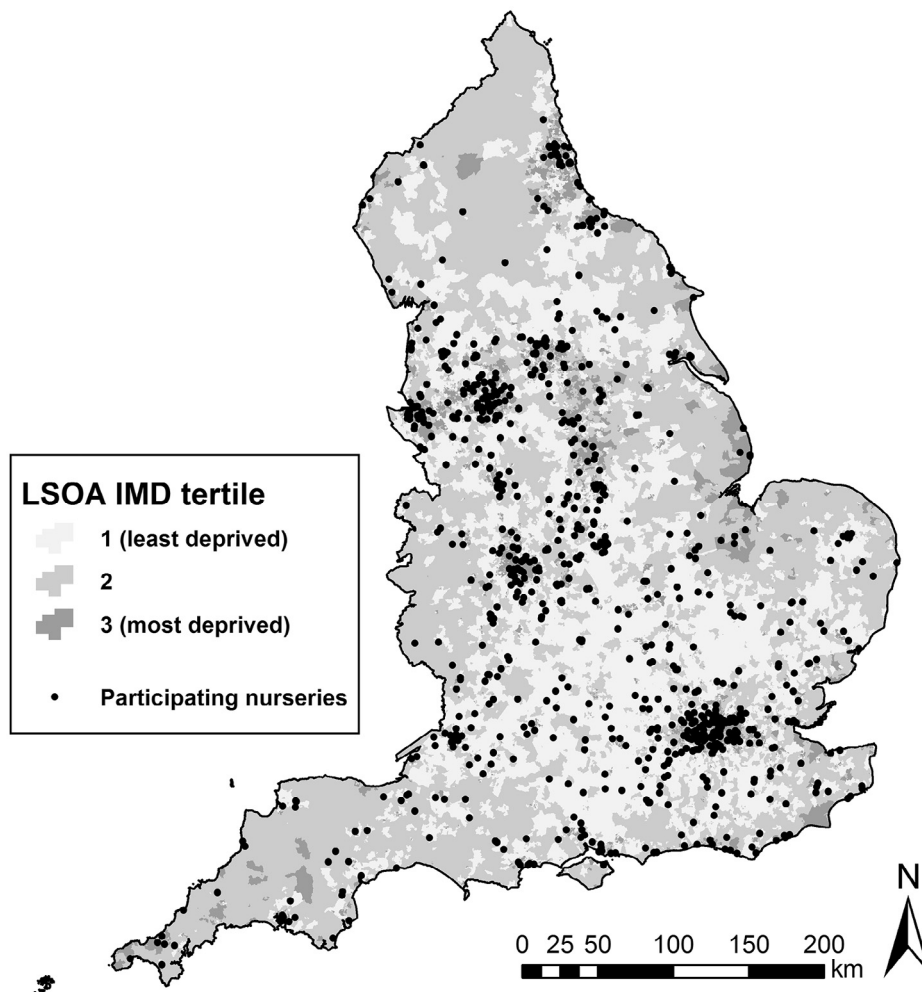 LSOA IMD tertile
1 (least deprived)
2
3 (most deprived)
Participating nurseries
N
0 25 50 100 150 200
km